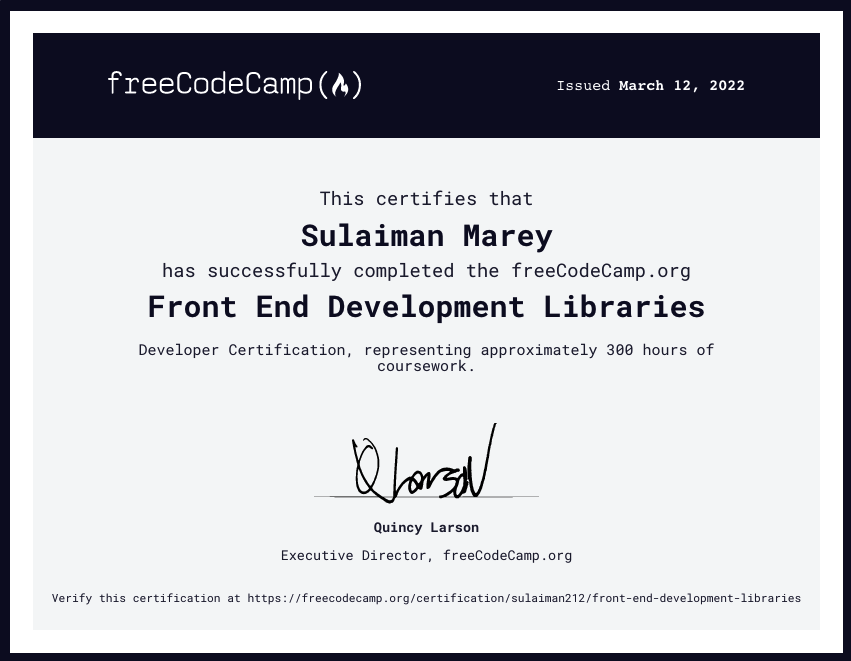 freeCodeCamp
Issued March 12, 2022
This certifies that
Sulaiman Marey
has successfully completed the freeCodeCamp.org
Front End Development Libraries
Developer Certification, representing approximately 300 hours of
coursework.
Q Larson
Quincy Larson
Executive Director, freeCodeCamp.org
Verify this certification at https://freecodecamp.org/certification/sulaiman212/front-end-development-libraries